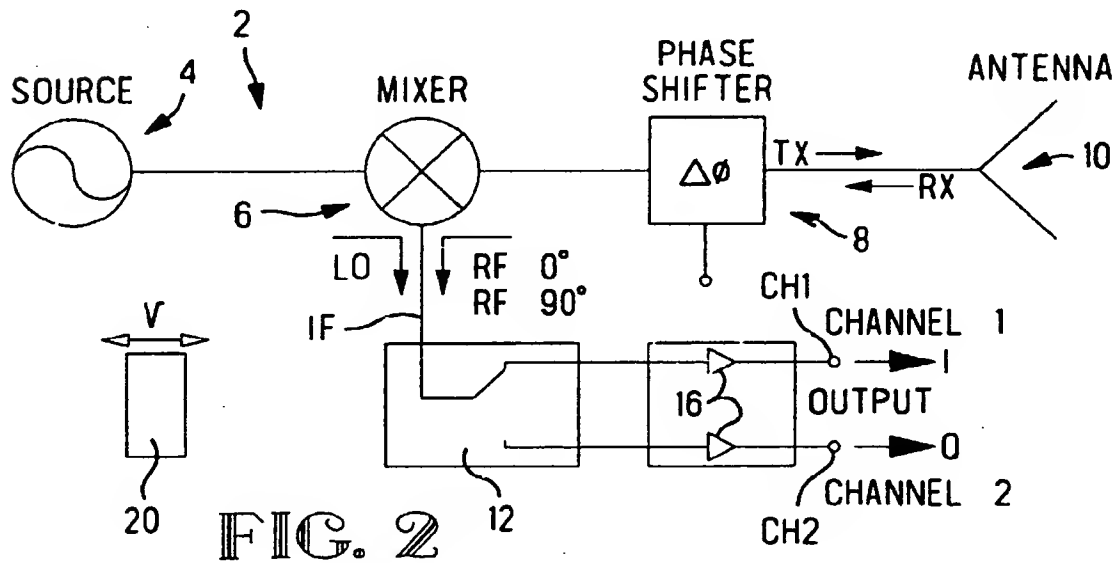 2
SOURCE
4
MIXER
PHASE
SHIFTER
ANTENNA
Δø
TX
RX
10
6
8
LO
RF 0°
RF 90°
IF
V
CH1
CHANNEL 1
I
16
OUTPUT
Q
CHANNEL 2
CH2
20
12
FIG. 2